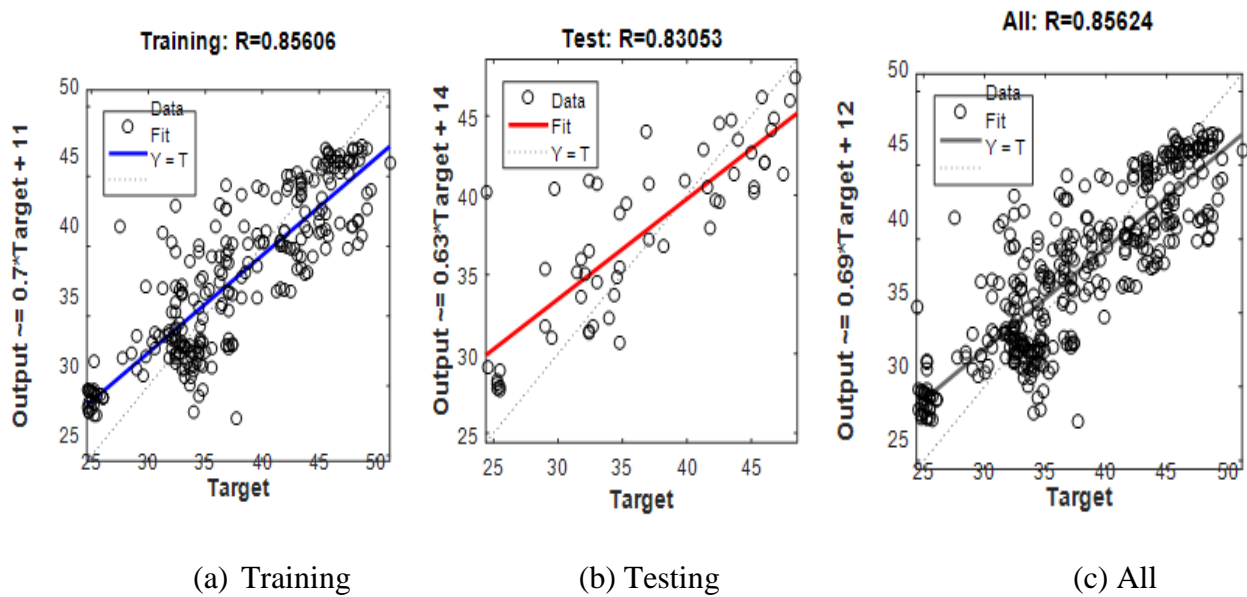 Training: R=0.85606
Output ~= 0.7*Target + 11
50
45
40
35
30
25
Data
Fit
Y = T
25 30 35 40 45 50
Target
(a) Training
Test: R=0.83053
Output ~= 0.63*Target + 14
45
40
35
30
25
Data
Fit
Y = T
25 30 35 40 45
Target
(b) Testing
All: R=0.85624
Output ~= 0.69*Target + 12
50
45
40
35
30
25
Data
Fit
Y = T
25 30 35 40 45 50
Target
(c) All